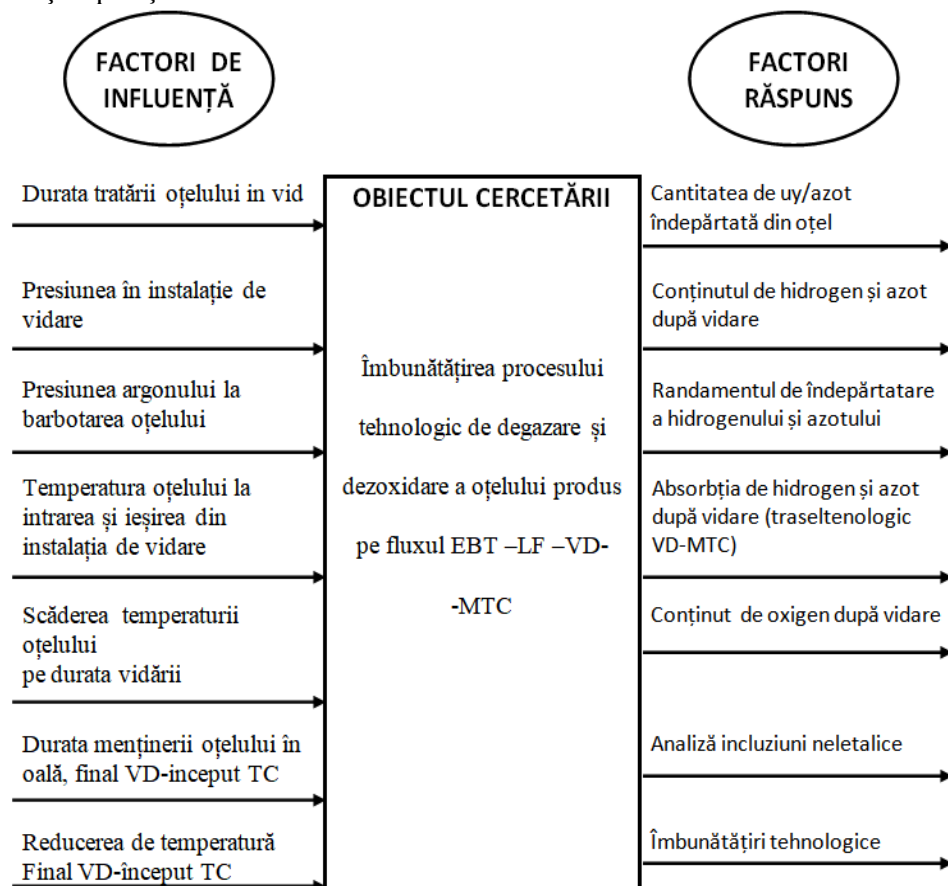 FACTORI DE
INFLUENȚĂ
FACTORI
RĂSPUNS
Durata tratării oțelului in vid
Presiunea în instalație de
vidare
Presiunea argonului la
barbotarea oțelului
Temperatura oțelului la
intrarea și ieșirea din
instalația de vidare
Scăderea temperaturii
oțelului
pe durata vidării
Durata menținerii oțelului în
oală, final VD-inceput TC
Reducerea de temperatură
Final VD-început TC
OBIECTUL CERCETĂRII
Îmbunătățirea procesului
tehnologic de degazare și
dezoxidare a oțelului produs
pe fluxul EBT –LF –VD-
-MTC
Cantitatea de uy/azot
îndepărtată din oțel
Conținutul de hidrogen și azot
după vidare
Randamentul de îndepărtatare
a hidrogenului și azotului
Absorbția de hidrogen și azot
după vidare (traseltenologic
VD-MTC)
Conținut de oxigen după vidare
Analiză incluziuni neletalice
Îmbunătățiri tehnologice